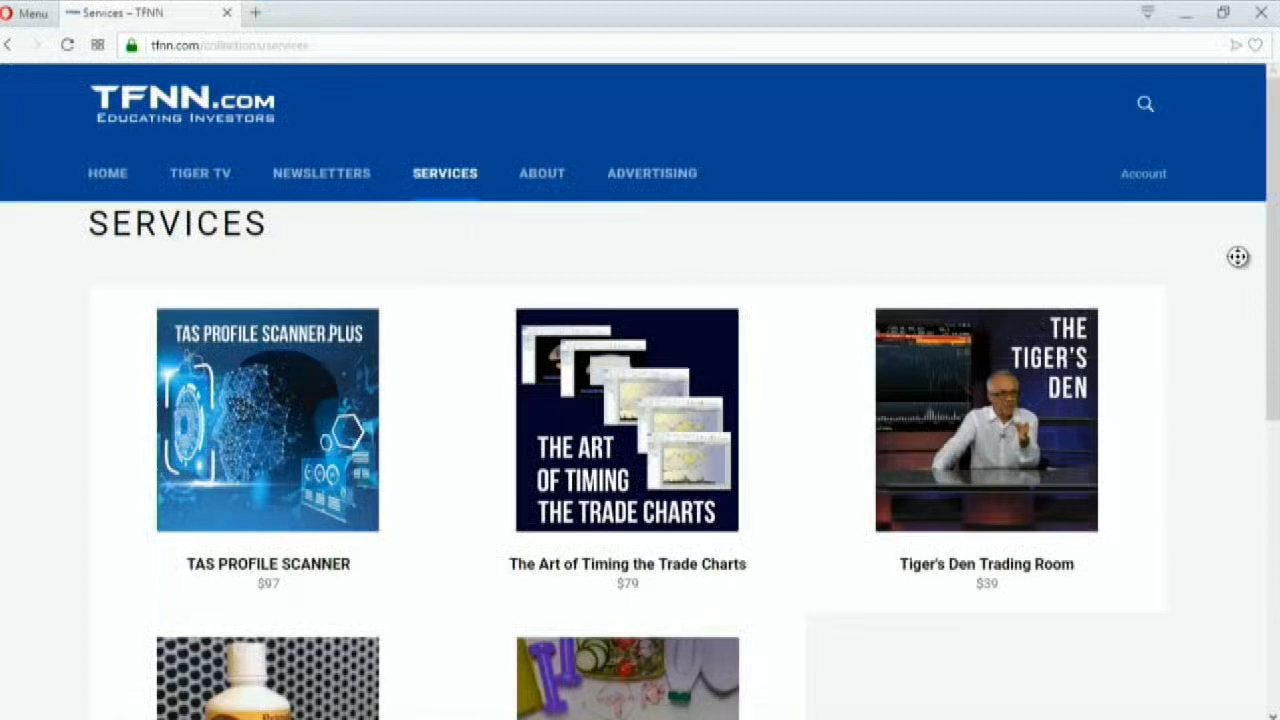 Menu
Services – TFNN
tfnn.com/collections/services
TFNN.COM
EDUCATING INVESTORS
HOME
TIGER TV
NEWSLETTERS
SERVICES
ABOUT
ADVERTISING
Account
SERVICES
TAS PROFILE SCANNER PLUS
THE ART
OF TIMING
THE TRADE CHARTS
THE
TIGER'S
DEN
TAS PROFILE SCANNER
$97
The Art of Timing the Trade Charts
$79
Tiger's Den Trading Room
$39